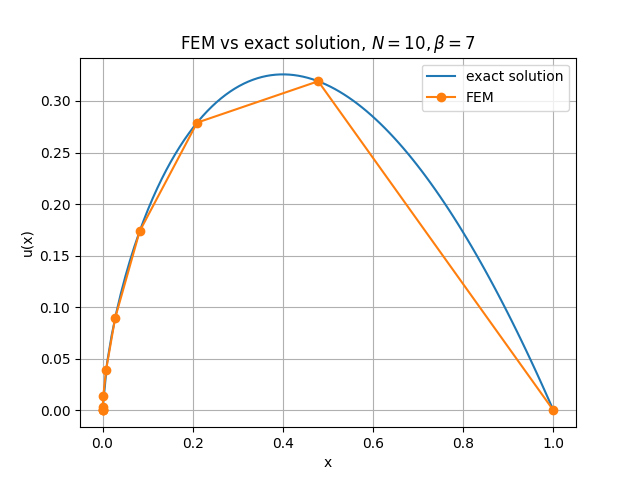 FEM vs exact solution, N = 10, β = 7
exact solution
FEM
u(x)
0.30
0.25
0.20
0.15
0.10
0.05
0.00
0.0 0.2 0.4 0.6 0.8 1.0
x